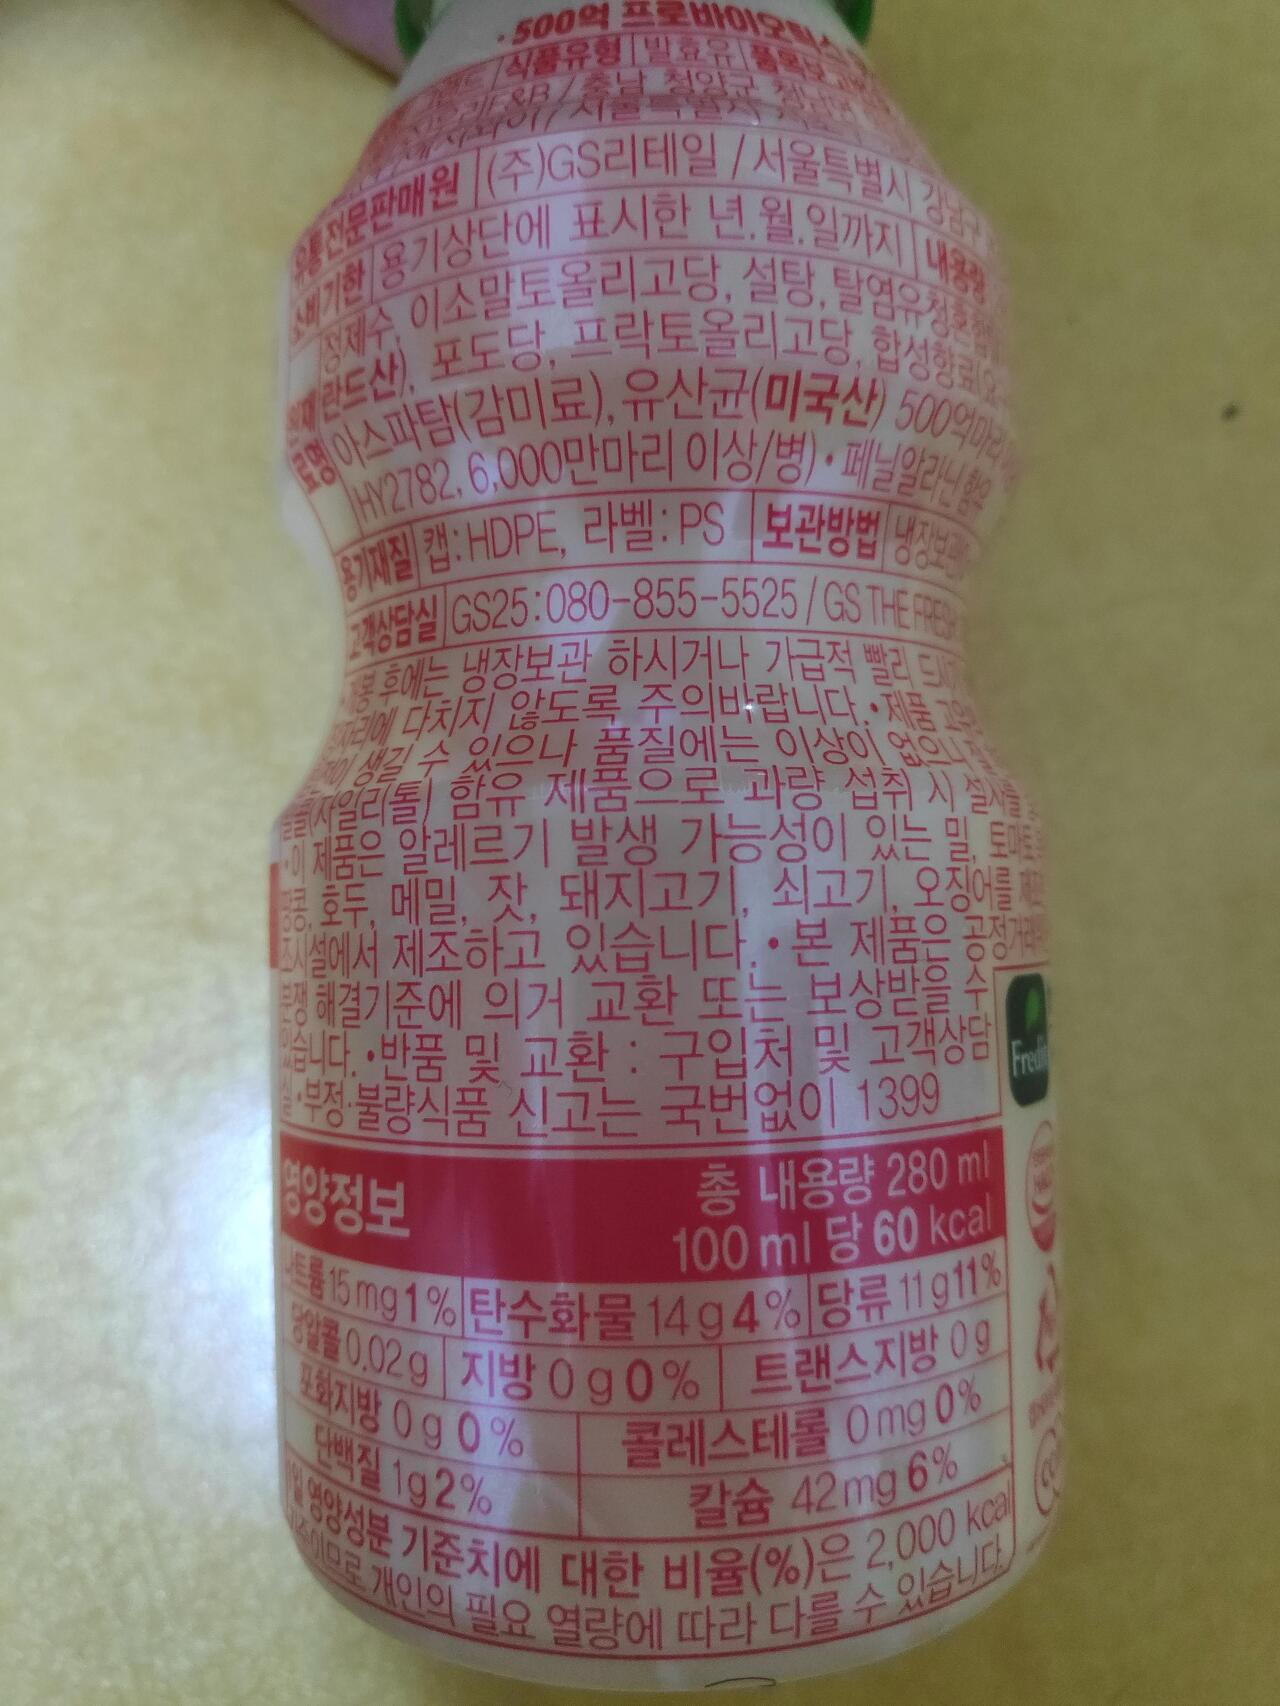 500억 프로바이오틱스
식품유형 발효유
충남 청양군
유통전문판매원 (주)GS리테일 / 서울특별시 강남구
소비기한 용기상단에 표시한 년.월.일까지 내용량
정제수, 이소말토올리고당, 설탕, 탈염유청
란드산), 포도당, 프락토올리고당, 합성향료
아스파탐(감미료), 유산균(미국산) 500억마리
HY2782, 6,000만마리 이상/병) • 페닐알라닌 함유
용기재질 캡: HDPE, 라벨: PS 보관방법 냉장보관
고객상담실 GS25:080-855-5525 / GS THE FRESH
후에는 냉장보관 하시거나 가급적 빨리
다치지 않도록 주의바랍니다. • 제품
생길 수 있으나 품질에는 이상이 없으니
(자일리톨) 함유 제품으로 과량 섭취 시 설사를
• 이 제품은 알레르기 발생 가능성이 있는 밀, 토마토,
땅콩, 호두, 메밀, 잣, 돼지고기, 쇠고기, 오징어를
조시설에서 제조하고 있습니다. • 본 제품은 공정거래
분쟁 해결기준에 의거 교환 또는 보상받을 수
있습니다. • 반품 및 교환 : 구입처 및 고객상담
실 • 부정·불량식품 신고는 국번없이 1399
Fredit
영양정보 총 내용량 280 ml
100 ml 당 60 kcal
나트륨 15 mg 1% 탄수화물 14 g 4% 당류 11 g 11%
당알콜 0.02 g 지방 0 g 0% 트랜스지방 0 g
포화지방 0 g 0% 콜레스테롤 0 mg 0%
단백질 1 g 2% 칼슘 42 mg 6%
1일 영양성분 기준치에 대한 비율(%)은 2,000 kcal
기준이므로 개인의 필요 열량에 따라 다를 수 있습니다.